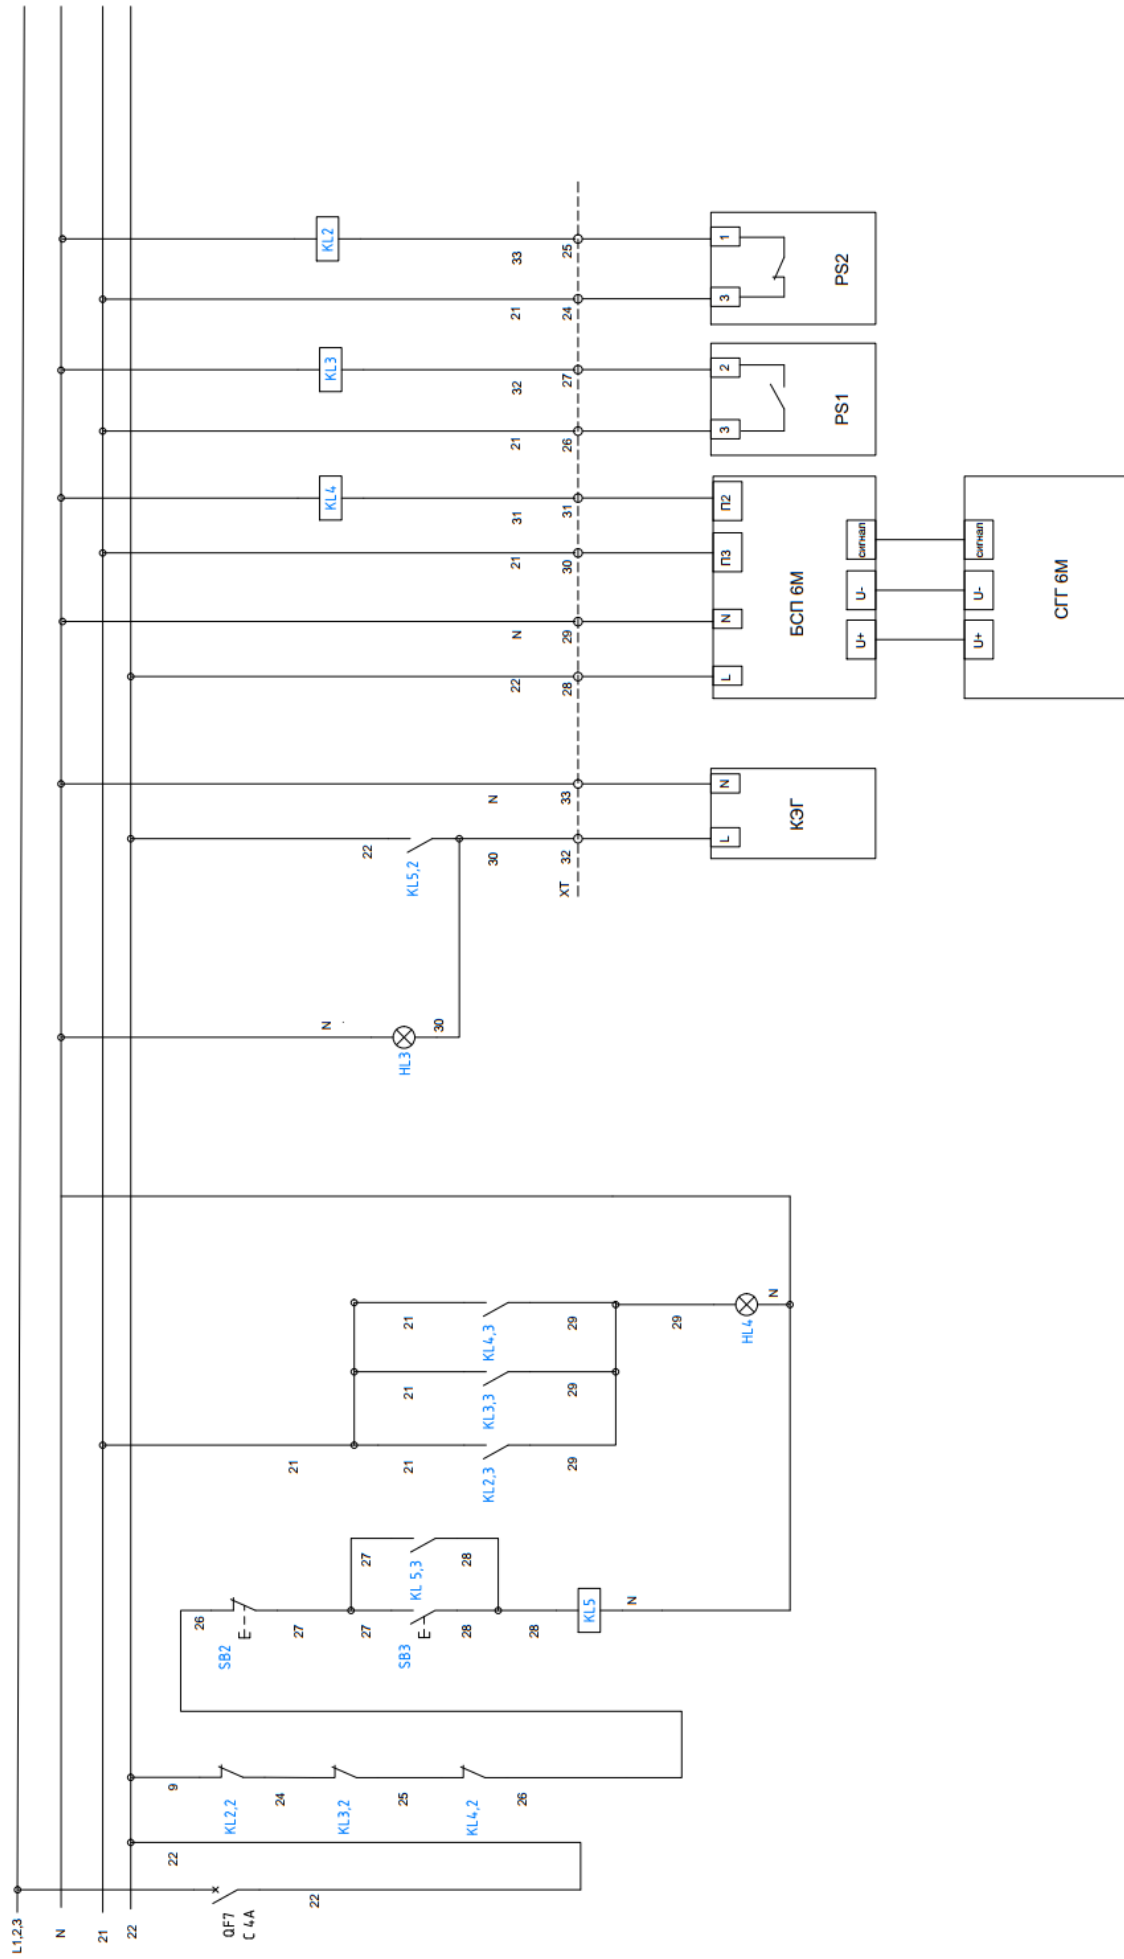 L1,2,3
N
21
22
QF7
C 4A
22
22
9
KL2,2
24
KL3,2
25
KL4,2
26
26
SB2
27
27
SB3
28
28
KL5
N
27
KL 5,3
28
21
21
KL2,3
29
21
KL3,3
29
21
KL4,3
29
29
HL4
N
N
HL3
30
22
KL5,2
30
XT
32
N
33
L
N
КЭГ
22
28
N
29
21
30
KL4
31
31
L
N
П3
П2
БСП 6М
U+
U-
сигнал
U+
U-
сигнал
СГГ 6М
21
26
KL3
32
27
3
2
PS1
21
24
KL2
33
25
3
1
PS2